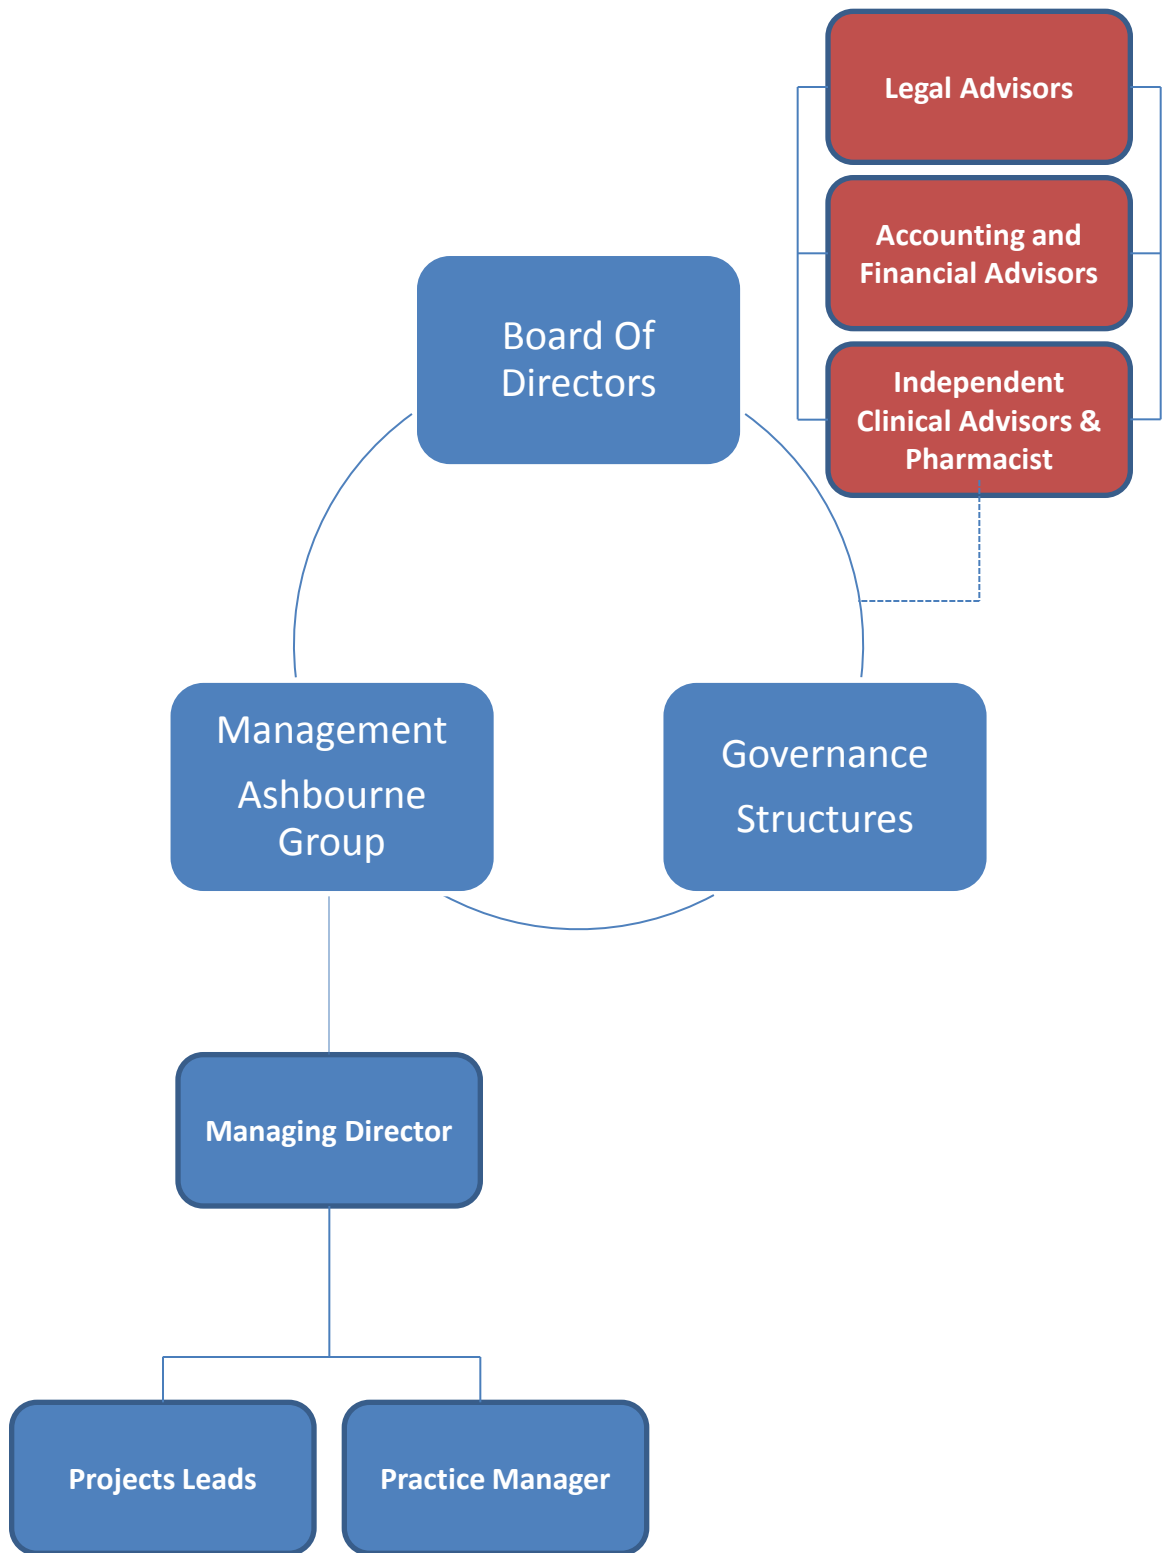 Legal Advisors
Accounting and
Financial Advisors
Independent
Clinical Advisors &
Pharmacist
Board Of
Directors
Management
Ashbourne
Group
Governance
Structures
Managing Director
Projects Leads
Practice Manager